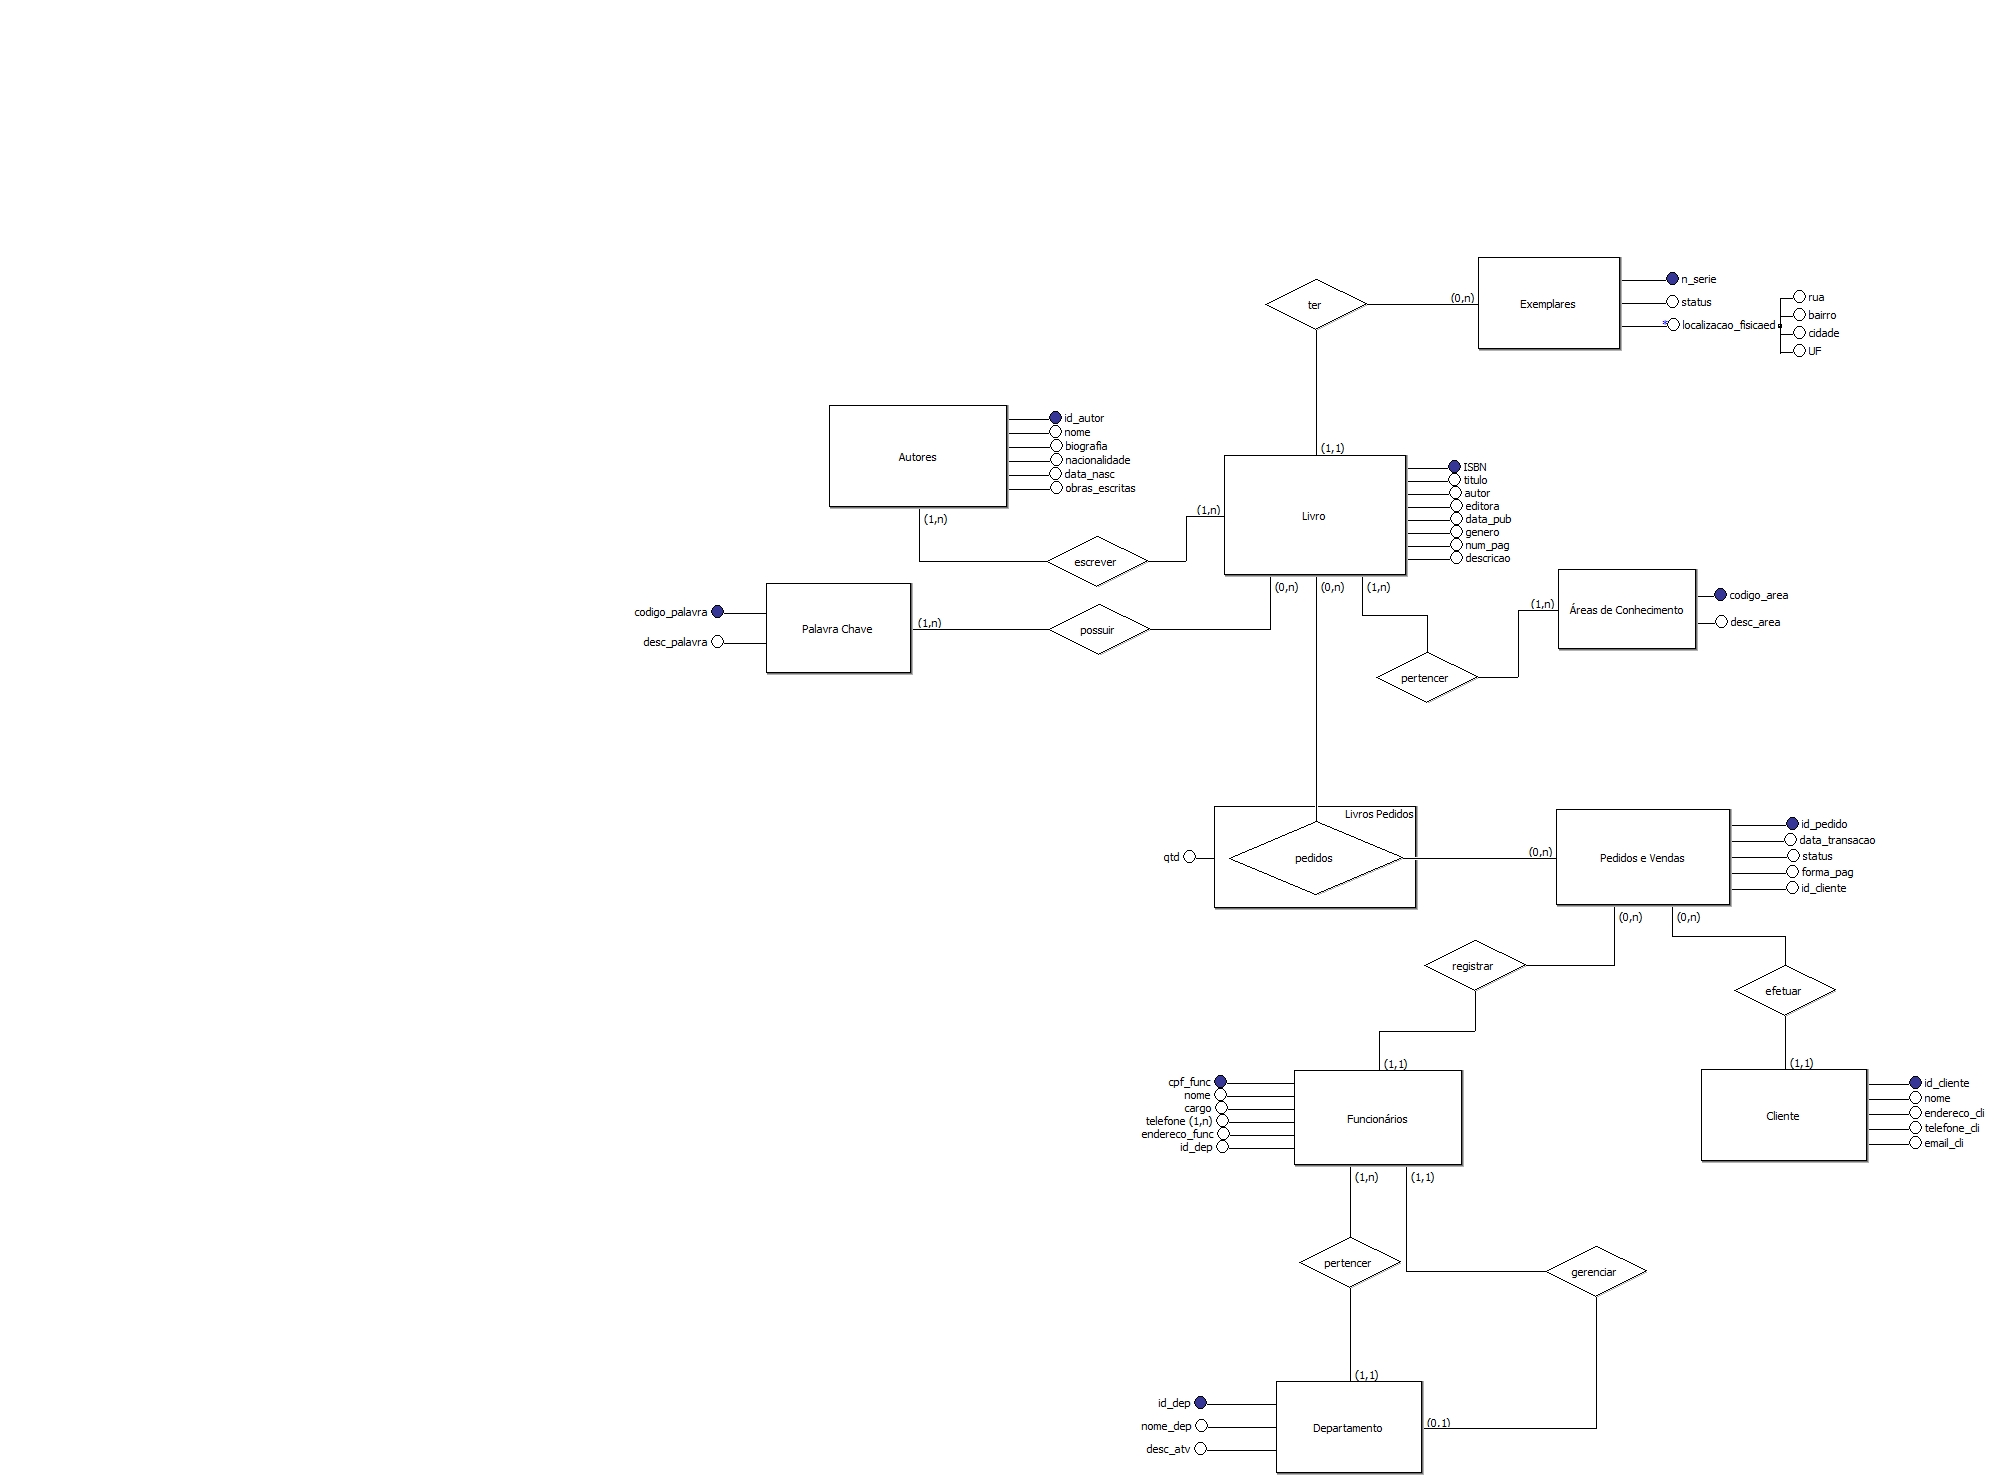 ter
(0,n)
Exemplares
n_serie
status
*
localizacao_fisicaed
rua
bairro
cidade
UF
Autores
id_autor
nome
biografia
nacionalidade
data_nasc
obras_escritas
(1,n)
escrever
(1,n)
(1,1)
Livro
ISBN
titulo
autor
editora
data_pub
genero
num_pag
descricao
(0,n)
(0,n)
(1,n)
codigo_palavra
desc_palavra
Palavra Chave
(1,n)
possuir
pertencer
(1,n)
Áreas de Conhecimento
codigo_area
desc_area
Livros Pedidos
qtd
pedidos
(0,n)
Pedidos e Vendas
id_pedido
data_transacao
status
forma_pag
id_cliente
(0,n)
(0,n)
registrar
efetuar
(1,1)
(1,1)
cpf_func
nome
cargo
telefone (1,n)
endereco_func
id_dep
Funcionários
Cliente
id_cliente
nome
endereco_cli
telefone_cli
email_cli
(1,n)
(1,1)
pertencer
gerenciar
(1,1)
id_dep
nome_dep
desc_atv
Departamento
(0,1)